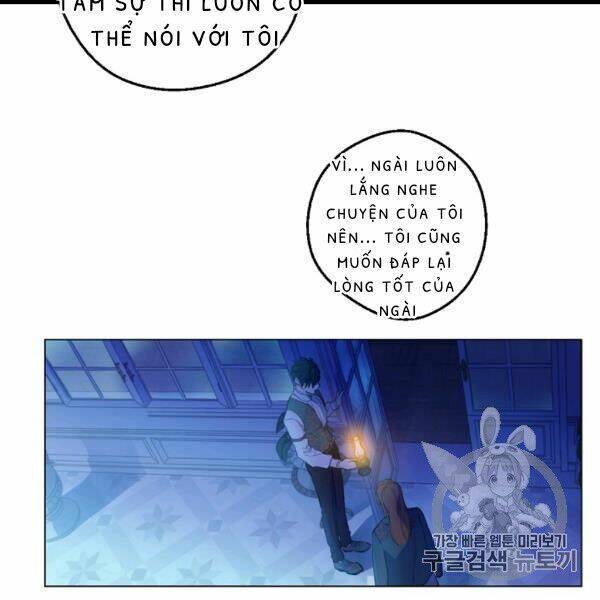 TÂM SỰ THÌ LUÔN CÓ
THỂ NÓI VỚI TÔI
VÌ... NGÀI LUÔN
LẮNG NGHE
CHUYỆN CỦA TÔI
NÊN... TÔI CŨNG
MUỐN ĐÁP LẠI
LÒNG TỐT CỦA
NGÀI
가장 빠른 웹툰 미리보기
구글검색 뉴토끼